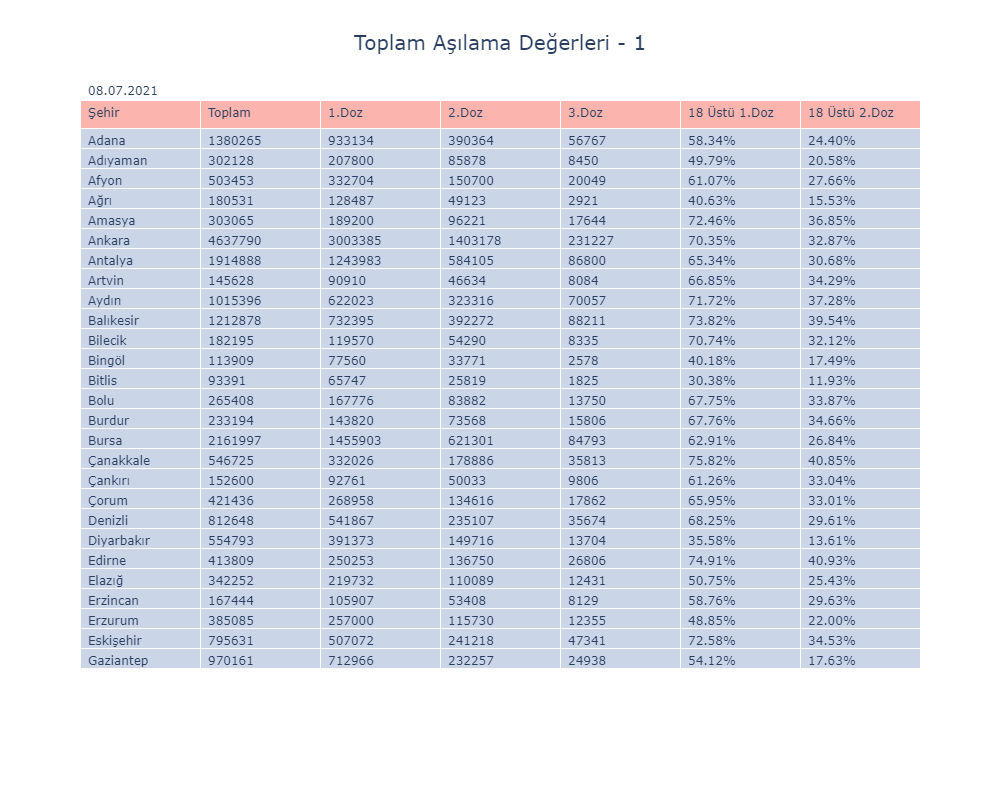 Toplam Aşılama Değerleri - 1
08.07.2021
Şehir Toplam 1.Doz 2.Doz 3.Doz 18 Üstü 1.Doz 18 Üstü 2.Doz
Adana 1380265 933134 390364 56767 58.34% 24.40%
Adıyaman 302128 207800 85878 8450 49.79% 20.58%
Afyon 503453 332704 150700 20049 61.07% 27.66%
Ağrı 180531 128487 49123 2921 40.63% 15.53%
Amasya 303065 189200 96221 17644 72.46% 36.85%
Ankara 4637790 3003385 1403178 231227 70.35% 32.87%
Antalya 1914888 1243983 584105 86800 65.34% 30.68%
Artvin 145628 90910 46634 8084 66.85% 34.29%
Aydın 1015396 622023 323316 70057 71.72% 37.28%
Balıkesir 1212878 732395 392272 88211 73.82% 39.54%
Bilecik 182195 119570 54290 8335 70.74% 32.12%
Bingöl 113909 77560 33771 2578 40.18% 17.49%
Bitlis 93391 65747 25819 1825 30.38% 11.93%
Bolu 265408 167776 83882 13750 67.75% 33.87%
Burdur 233194 143820 73568 15806 67.76% 34.66%
Bursa 2161997 1455903 621301 84793 62.91% 26.84%
Çanakkale 546725 332026 178886 35813 75.82% 40.85%
Çankırı 152600 92761 50033 9806 61.26% 33.04%
Çorum 421436 268958 134616 17862 65.95% 33.01%
Denizli 812648 541867 235107 35674 68.25% 29.61%
Diyarbakır 554793 391373 149716 13704 35.58% 13.61%
Edirne 413809 250253 136750 26806 74.91% 40.93%
Elazığ 342252 219732 110089 12431 50.75% 25.43%
Erzincan 167444 105907 53408 8129 58.76% 29.63%
Erzurum 385085 257000 115730 12355 48.85% 22.00%
Eskişehir 795631 507072 241218 47341 72.58% 34.53%
Gaziantep 970161 712966 232257 24938 54.12% 17.63%